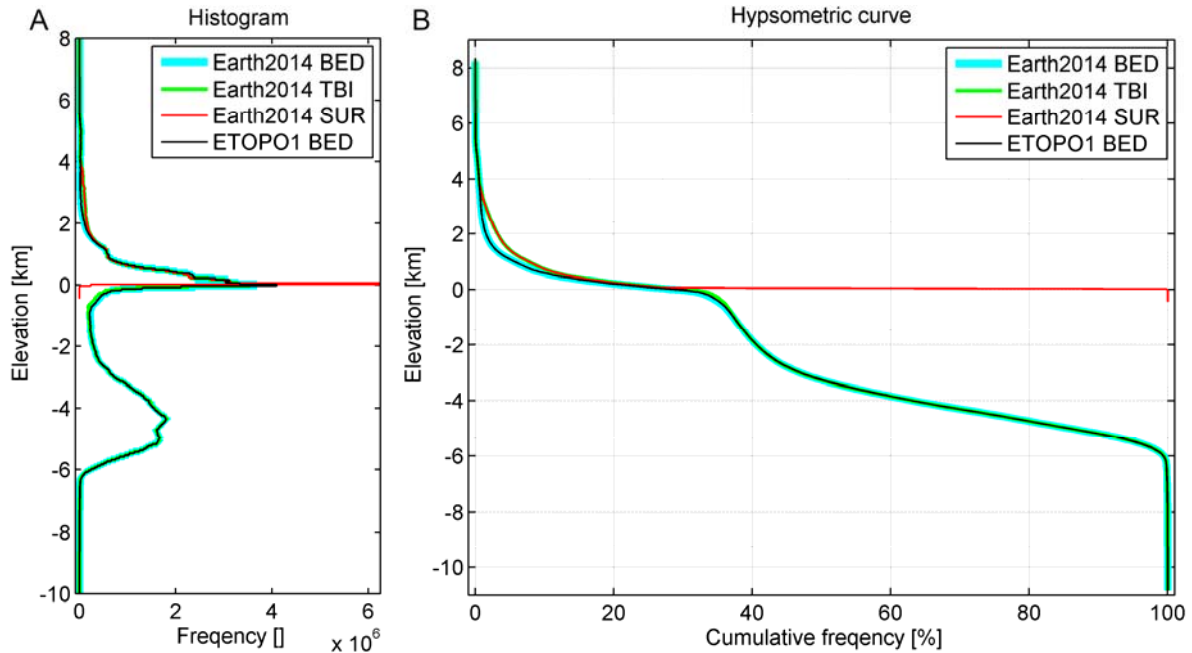 A
Histogram
Earth2014 BED
Earth2014 TBI
Earth2014 SUR
ETOPO1 BED
8
6
4
2
0
-2
-4
-6
-8
-10
Elevation [km]
0 2 4 6
Freqency []
x 10^6
B
Hypsometric curve
Earth2014 BED
Earth2014 TBI
Earth2014 SUR
ETOPO1 BED
8
6
4
2
0
-2
-4
-6
-8
-10
Elevation [km]
0 20 40 60 80 100
Cumulative freqency [%]